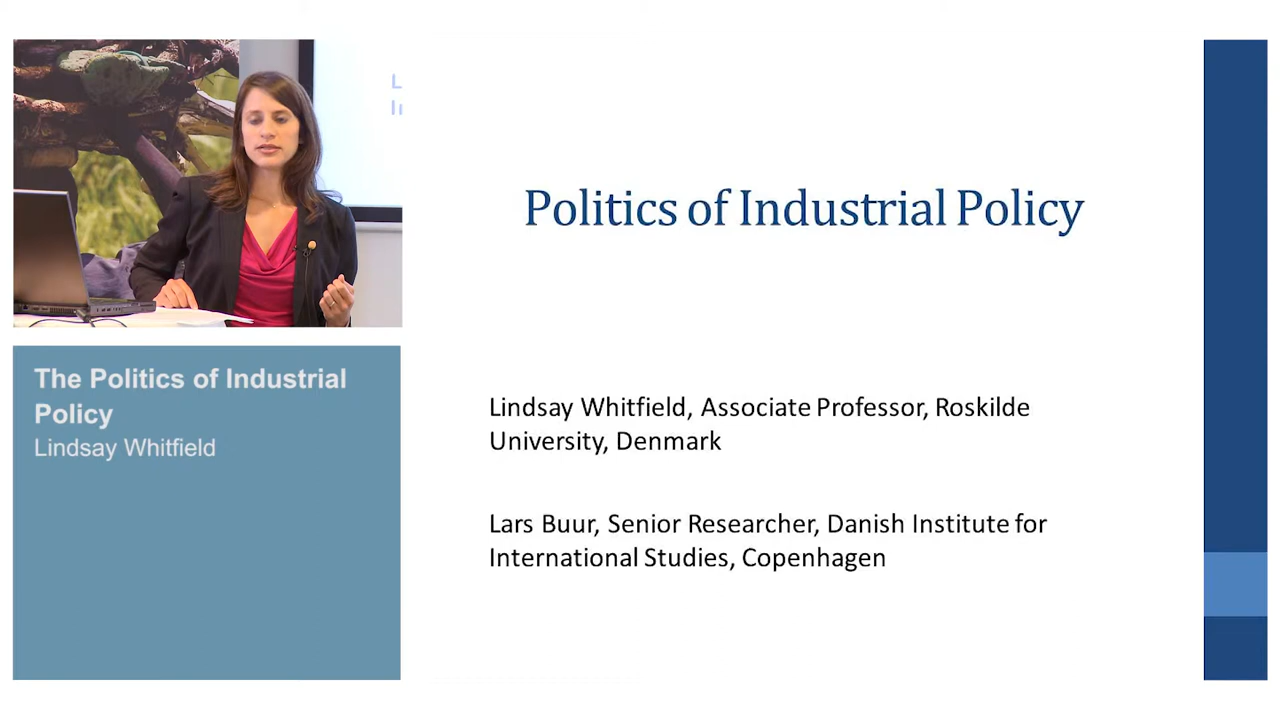 The Politics of Industrial
Policy
Lindsay Whitfield
Politics of Industrial Policy
Lindsay Whitfield, Associate Professor, Roskilde
University, Denmark
Lars Buur, Senior Researcher, Danish Institute for
International Studies, Copenhagen